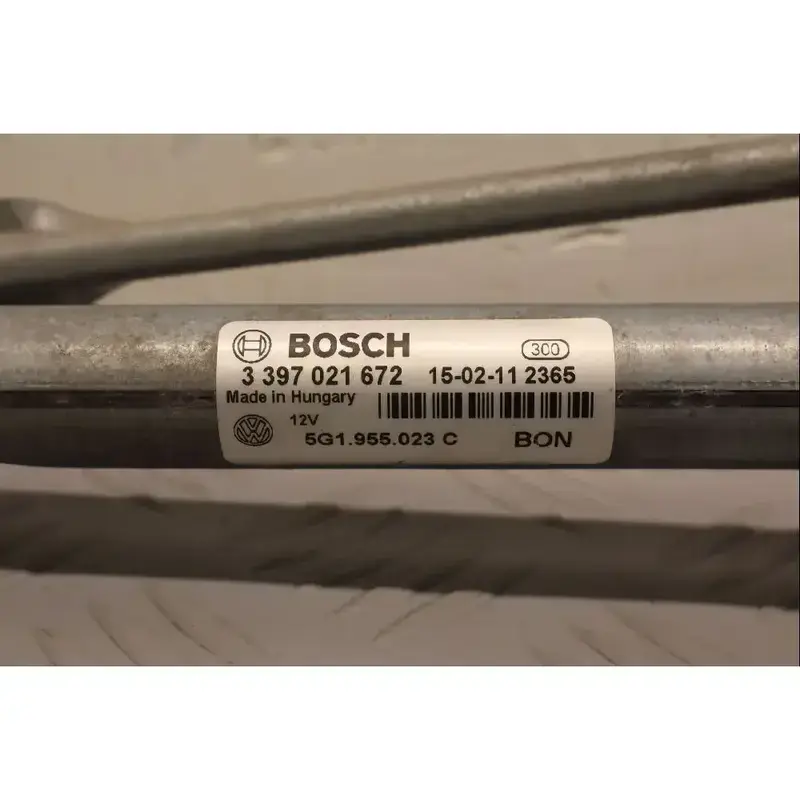 BOSCH 300
3 397 021 672 15-02-11 2365
Made in Hungary
12V
5G1.955.023 C BON